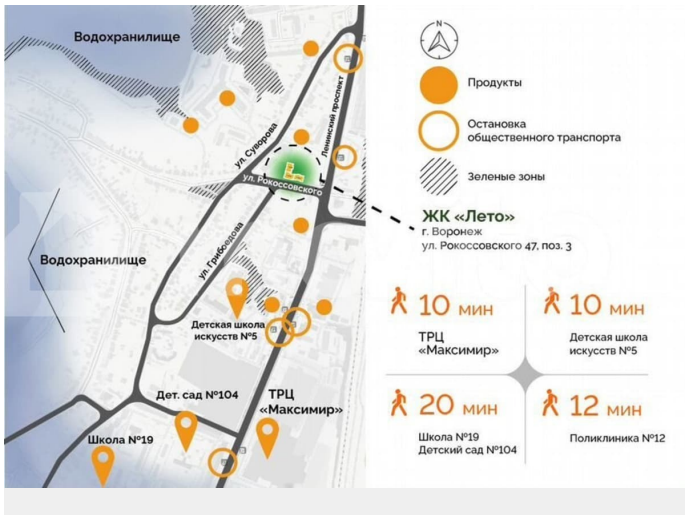 Водохранилище
ул. Суворова
Ленинский проспект
ул. Рокоссовского
ул. Грибоедова
Водохранилище
Детская школа
искусств №5
Дет. сад №104
ТРЦ
«Максимир»
Школа №19
N
Продукты
Остановка
общественного транспорта
Зеленые зоны
ЖК «Лето»
г. Воронеж
ул. Рокоссовского 47, поз. 3
10 мин
ТРЦ
«Максимир»
10 мин
Детская школа
искусств №5
20 мин
Школа №19
Детский сад №104
12 мин
Поликлиника №12